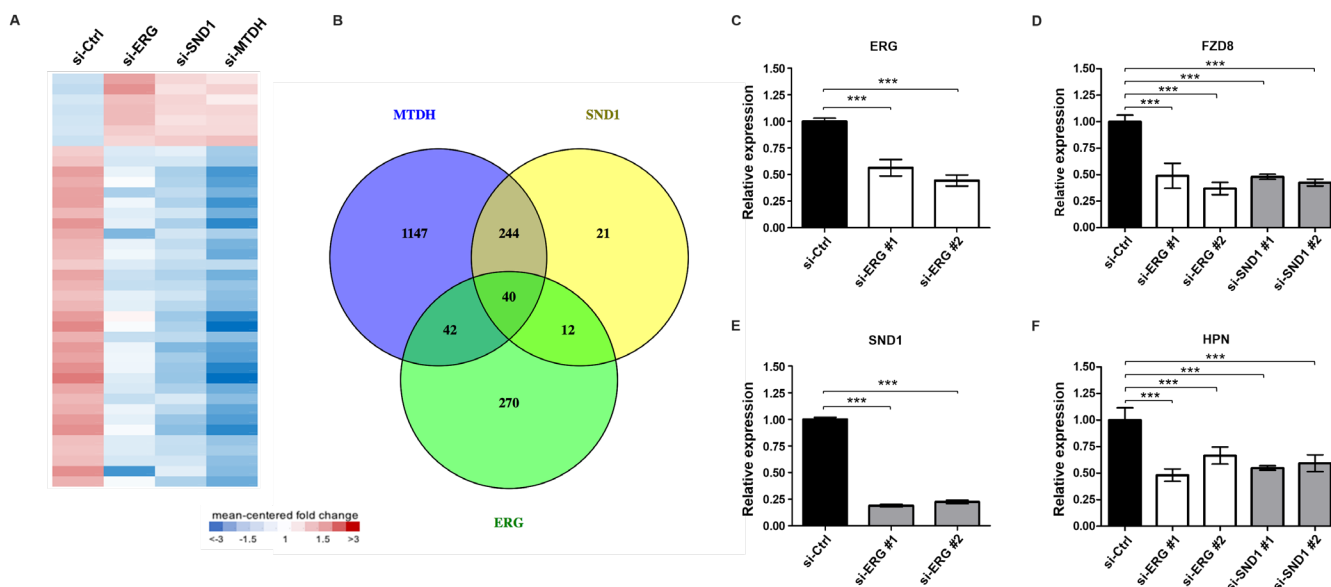 A
si-Ctrl
si-ERG
si-SND1
si-MTDH
mean-centered fold change
<-3 -1.5 1 1.5 >3
B
MTDH
SND1
1147
244
21
40
42
12
270
ERG
C
ERG
Relative expression
1.50
1.25
1.00
0.75
0.50
0.25
0.00
***
***
si-Ctrl
si-ERG #1
si-ERG #2
D
FZD8
Relative expression
1.50
1.25
1.00
0.75
0.50
0.25
0.00
***
***
***
***
si-Ctrl
si-ERG #1
si-ERG #2
si-SND1 #1
si-SND1 #2
E
SND1
Relative expression
1.50
1.25
1.00
0.75
0.50
0.25
0.00
***
***
si-Ctrl
si-ERG #1
si-ERG #2
F
HPN
Relative expression
1.50
1.25
1.00
0.75
0.50
0.25
0.00
***
***
***
***
si-Ctrl
si-ERG #1
si-ERG #2
si-SND1 #1
si-SND1 #2